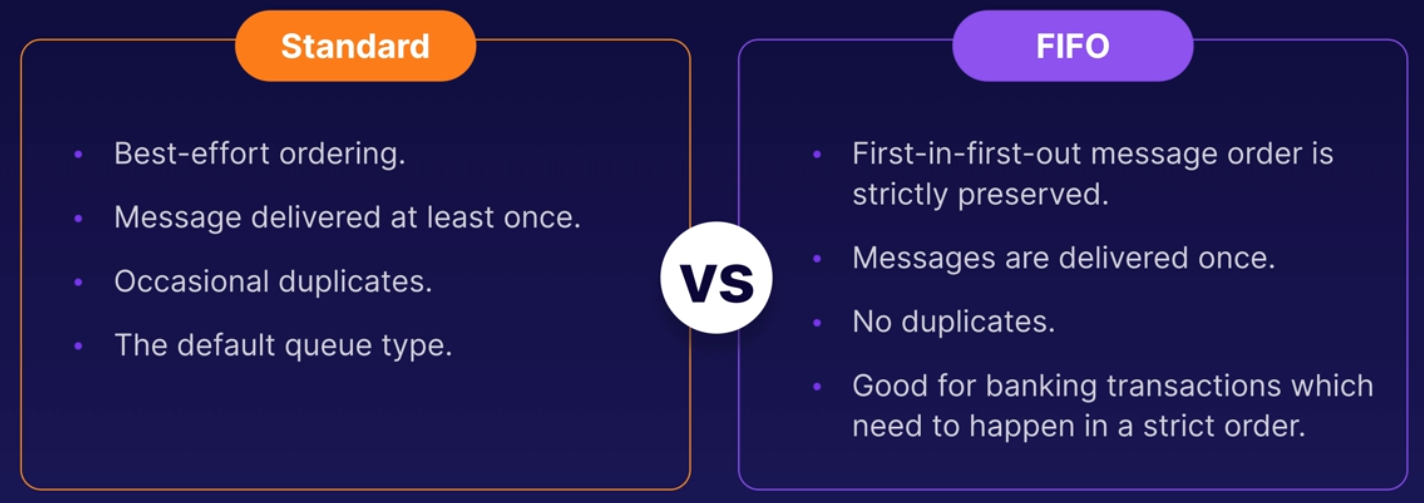 Standard
• Best-effort ordering.
• Message delivered at least once.
• Occasional duplicates.
• The default queue type.
vs
FIFO
• First-in-first-out message order is
strictly preserved.
• Messages are delivered once.
• No duplicates.
• Good for banking transactions which
need to happen in a strict order.